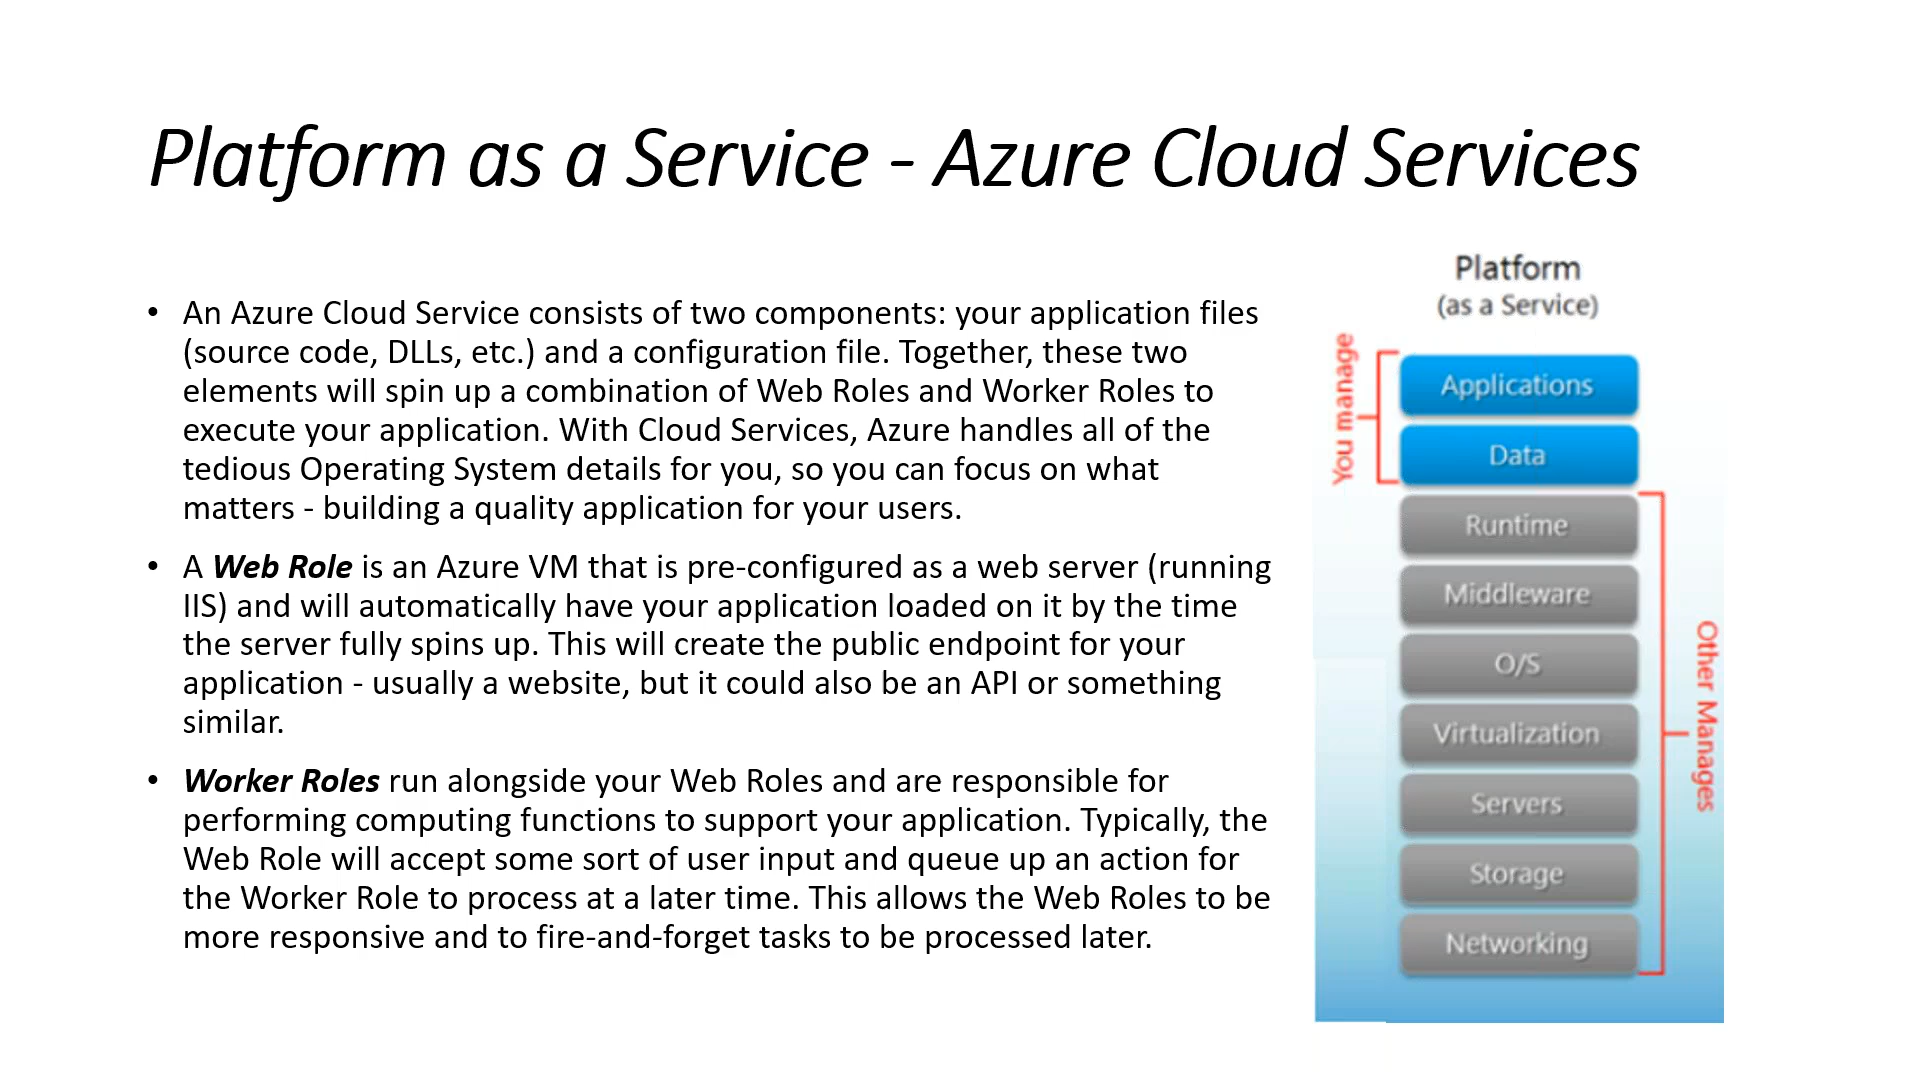 Platform as a Service - Azure Cloud Services
• An Azure Cloud Service consists of two components: your application files
(source code, DLLs, etc.) and a configuration file. Together, these two
elements will spin up a combination of Web Roles and Worker Roles to
execute your application. With Cloud Services, Azure handles all of the
tedious Operating System details for you, so you can focus on what
matters - building a quality application for your users.
• A Web Role is an Azure VM that is pre-configured as a web server (running
IIS) and will automatically have your application loaded on it by the time
the server fully spins up. This will create the public endpoint for your
application - usually a website, but it could also be an API or something
similar.
• Worker Roles run alongside your Web Roles and are responsible for
performing computing functions to support your application. Typically, the
Web Role will accept some sort of user input and queue up an action for
the Worker Role to process at a later time. This allows the Web Roles to be
more responsive and to fire-and-forget tasks to be processed later.
Platform
(as a Service)
You manage
Applications
Data
Runtime
Middleware
O/S
Virtualization
Servers
Storage
Networking
Other Manages